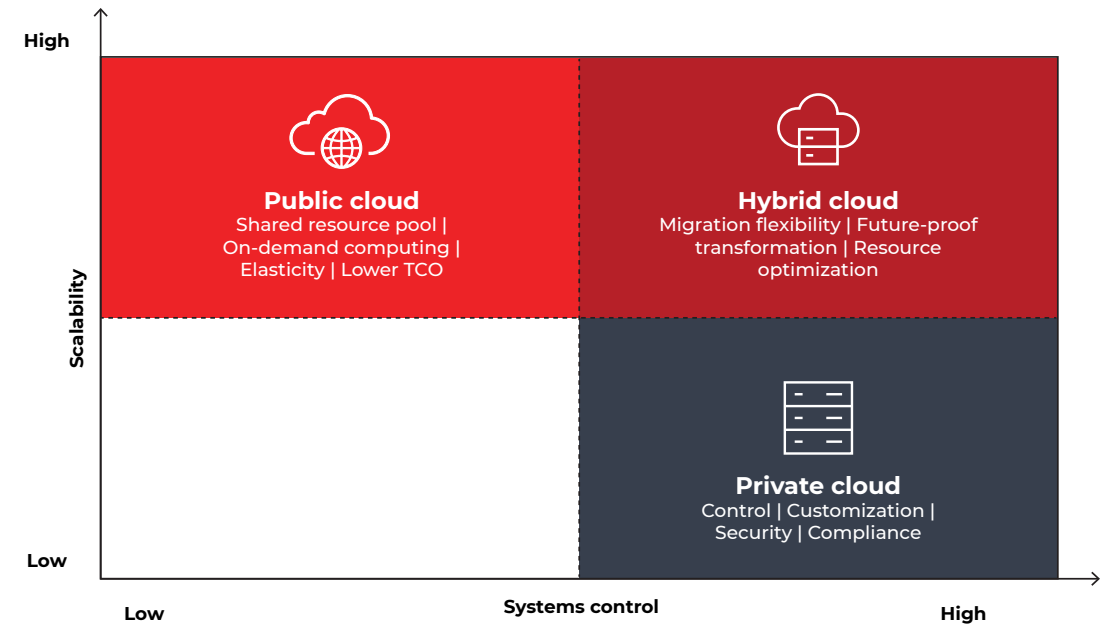 High
Public cloud
Shared resource pool |
On-demand computing |
Elasticity | Lower TCO
Hybrid cloud
Migration flexibility | Future-proof
transformation | Resource
optimization
Scalability
Private cloud
Control | Customization |
Security | Compliance
Low
Low
Systems control
High